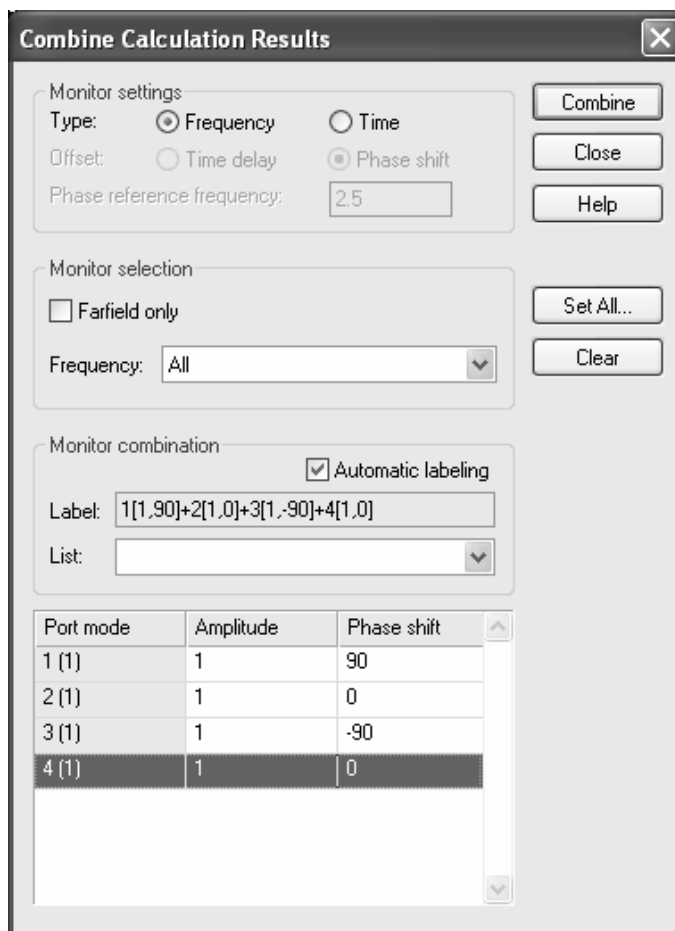 Combine Calculation Results
Monitor settings
Type: Frequency Time
Offset: Time delay Phase shift
Phase reference frequency: 2.5
Combine
Close
Help
Monitor selection
Farfield only
Frequency: All
Set All...
Clear
Monitor combination
Automatic labeling
Label: 1[1,90]+2[1,0]+3[1,-90]+4[1,0]
List:
Port mode Amplitude Phase shift
1 (1) 1 90
2 (1) 1 0
3 (1) 1 -90
4 (1) 1 0